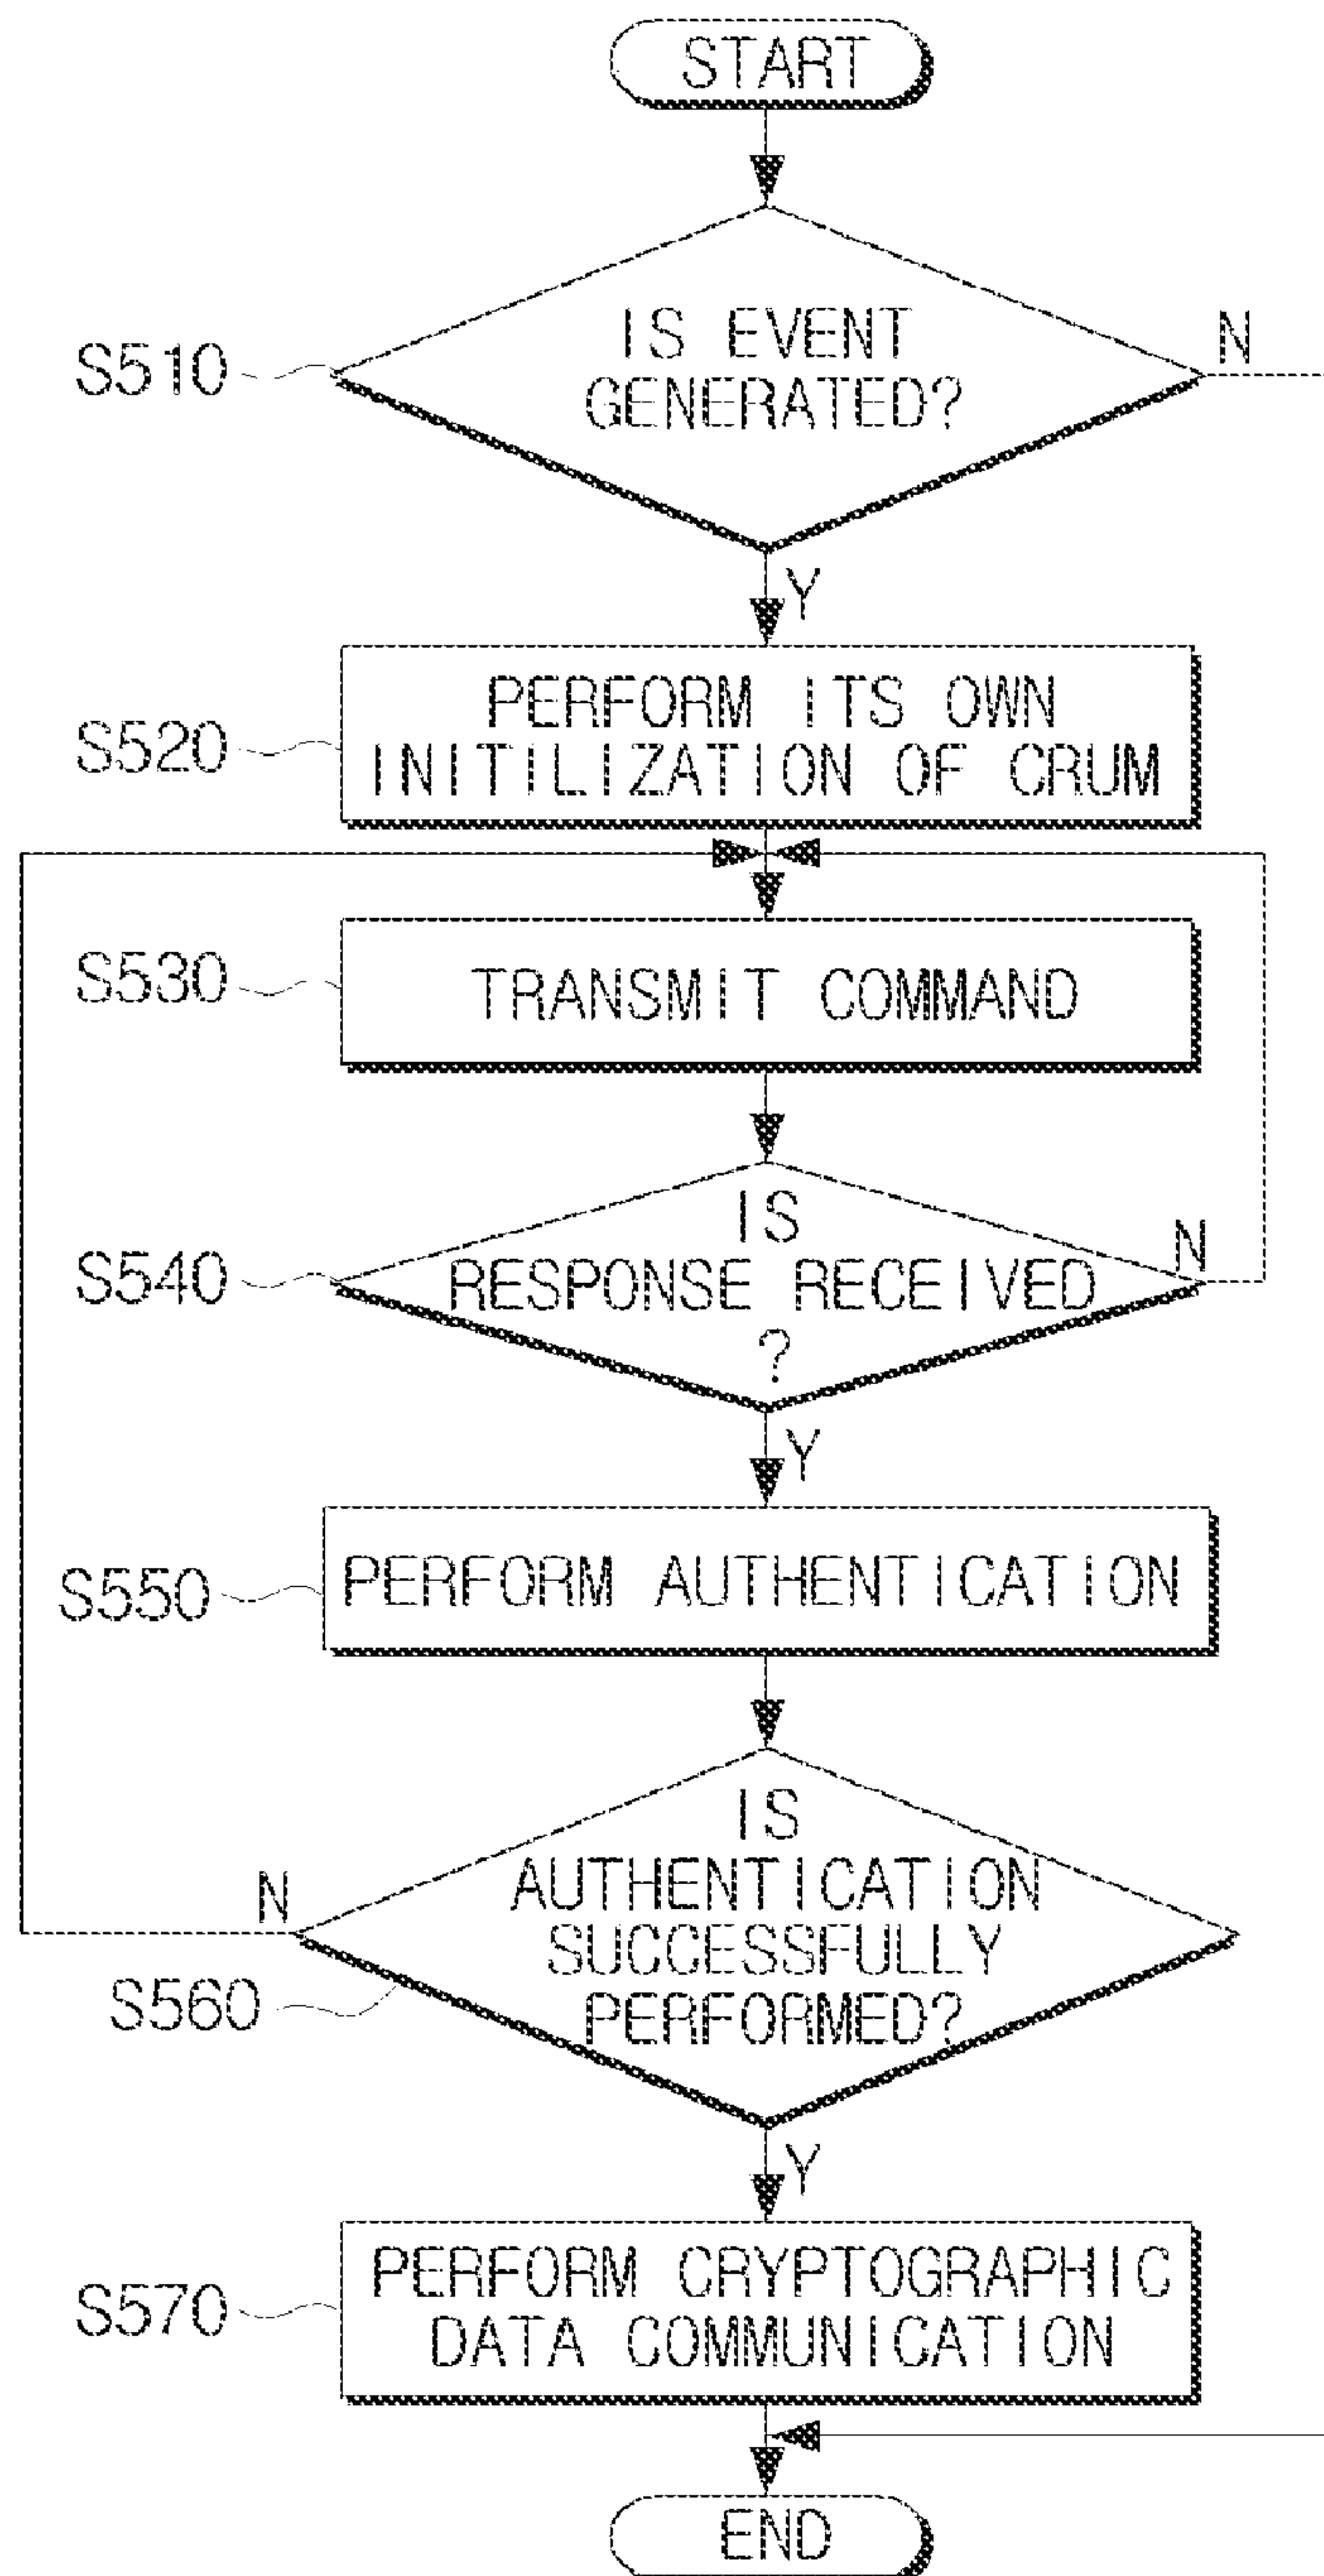 START
IS EVENT
GENERATED?
N
S510
Y
PERFORM ITS OWN
INITILIZATION OF CRUM
S520
S530
TRANSMIT COMMAND
IS
RESPONSE RECEIVED
?
N
S540
Y
S550
PERFORM AUTHENTICATION
IS
AUTHENTICATION
SUCCESSFULLY
PERFORMED?
N
S560
Y
PERFORM CRYPTOGRAPHIC
DATA COMMUNICATION
S570
END